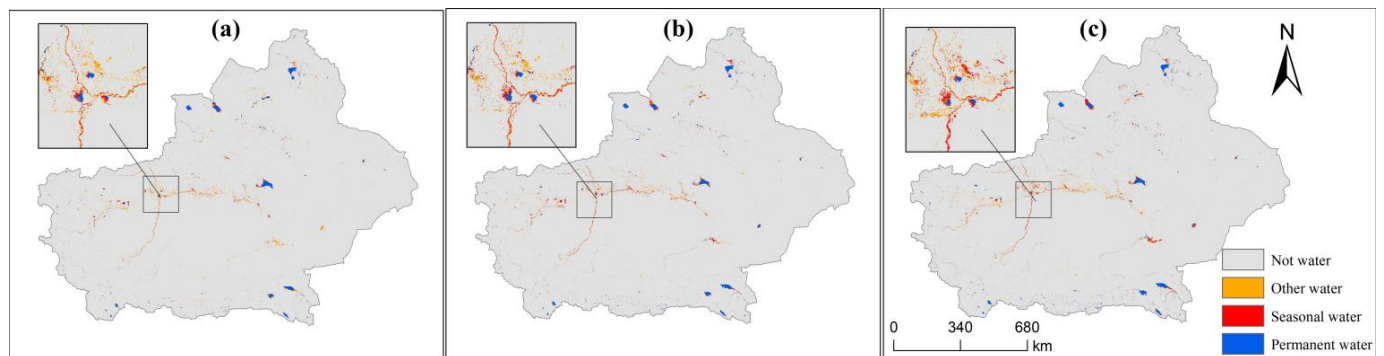 (a)
(b)
(c)
N
Not water
Other water
Seasonal water
Permanent water
0 340 680
km